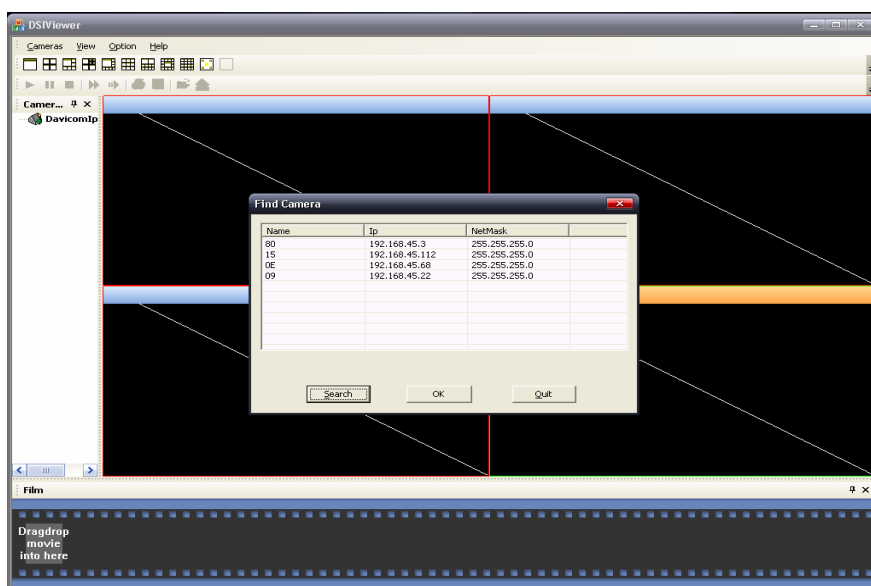 DSIViewer
Cameras View Option Help
Camer...
DavicomIp
Find Camera
Name Ip NetMask
80 192.168.45.3 255.255.255.0
15 192.168.45.112 255.255.255.0
0E 192.168.45.68 255.255.255.0
09 192.168.45.22 255.255.255.0
Search OK Quit
Film
Dragdrop
movie
into here